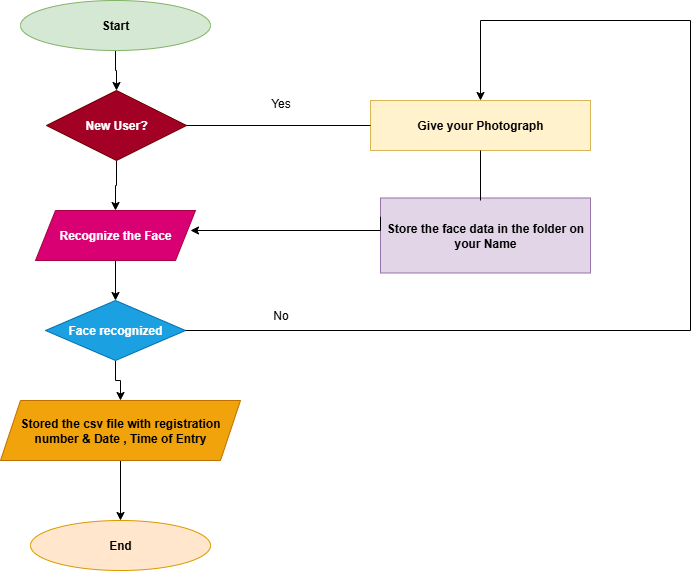 Start
Yes
New User?
Give your Photograph
Recognize the Face
Store the face data in the folder on
your Name
No
Face recognized
Stored the csv file with registration
number & Date , Time of Entry
End